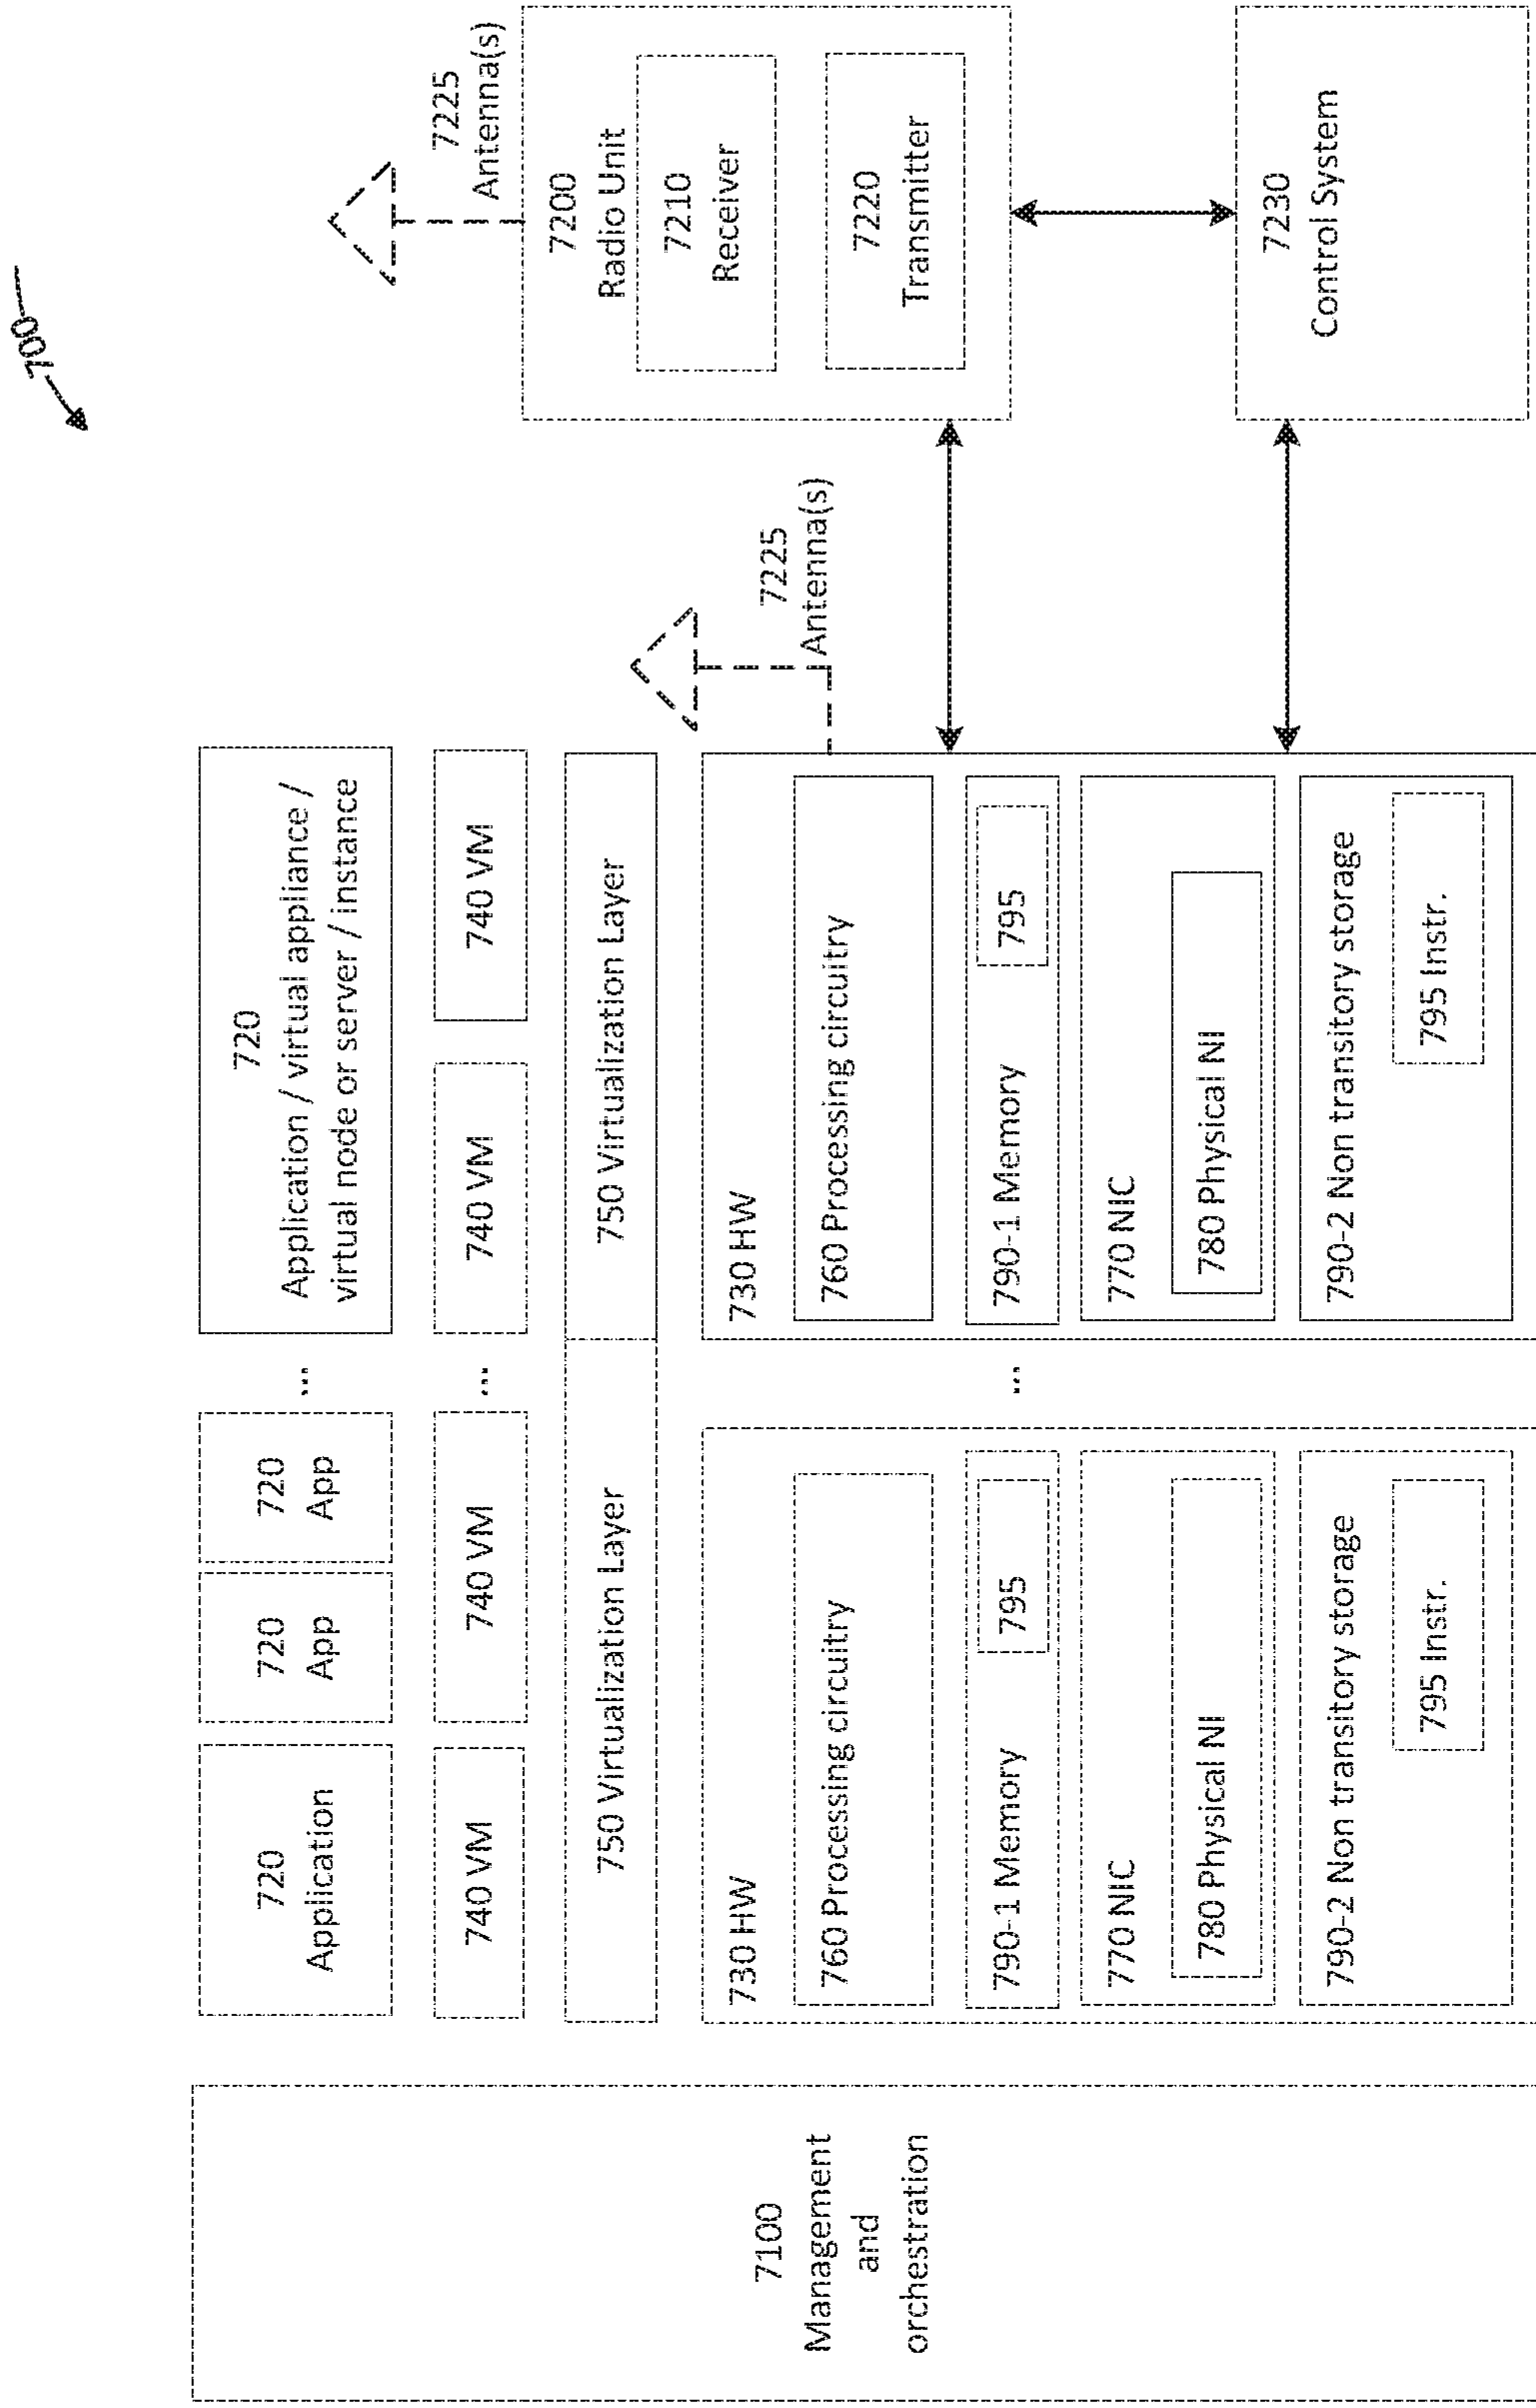 700
7100
Management
and
orchestration
720
Application
720
App
720
App
...
720
Application / virtual appliance /
virtual node or server / instance
740 VM
740 VM
...
740 VM
740 VM
750 Virtualization Layer
750 Virtualization Layer
730 HW
760 Processing circuitry
790-1 Memory
795
770 NIC
780 Physical NI
790-2 Non transitory storage
795 Instr.
...
730 HW
760 Processing circuitry
790-1 Memory
795
770 NIC
780 Physical NI
790-2 Non transitory storage
795 Instr.
7225
Antenna(s)
7225
Antenna(s)
7200
Radio Unit
7210
Receiver
7220
Transmitter
7230
Control System